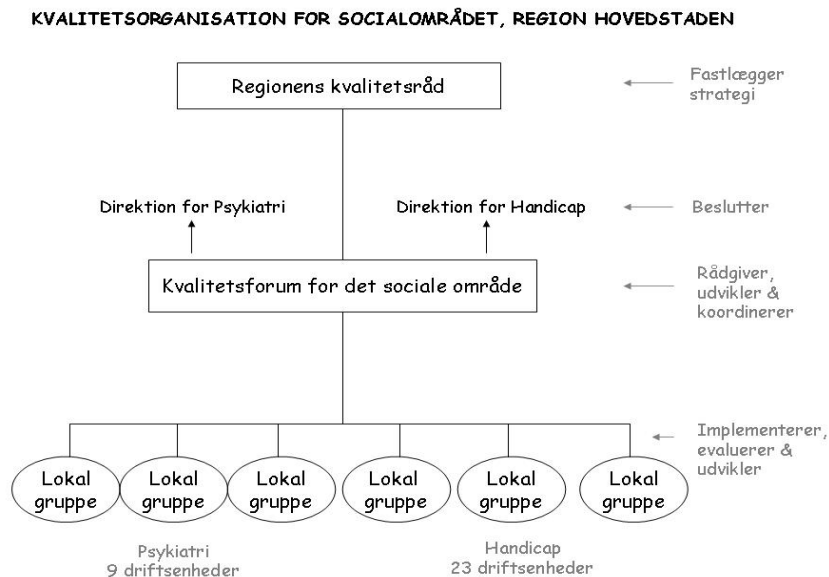 KVALITETSORGANISATION FOR SOCIALOMRÅDET, REGION HOVEDSTADEN
Regionens kvalitetsråd
Fastlægger
strategi
Direktion for Psykiatri
Direktion for Handicap
Beslutter
Kvalitetsforum for det sociale område
Rådgiver,
udvikler &
koordinerer
Implementerer,
evaluerer &
udvikler
Lokal
gruppe
Lokal
gruppe
Lokal
gruppe
Lokal
gruppe
Lokal
gruppe
Lokal
gruppe
Psykiatri
9 driftsenheder
Handicap
23 driftsenheder